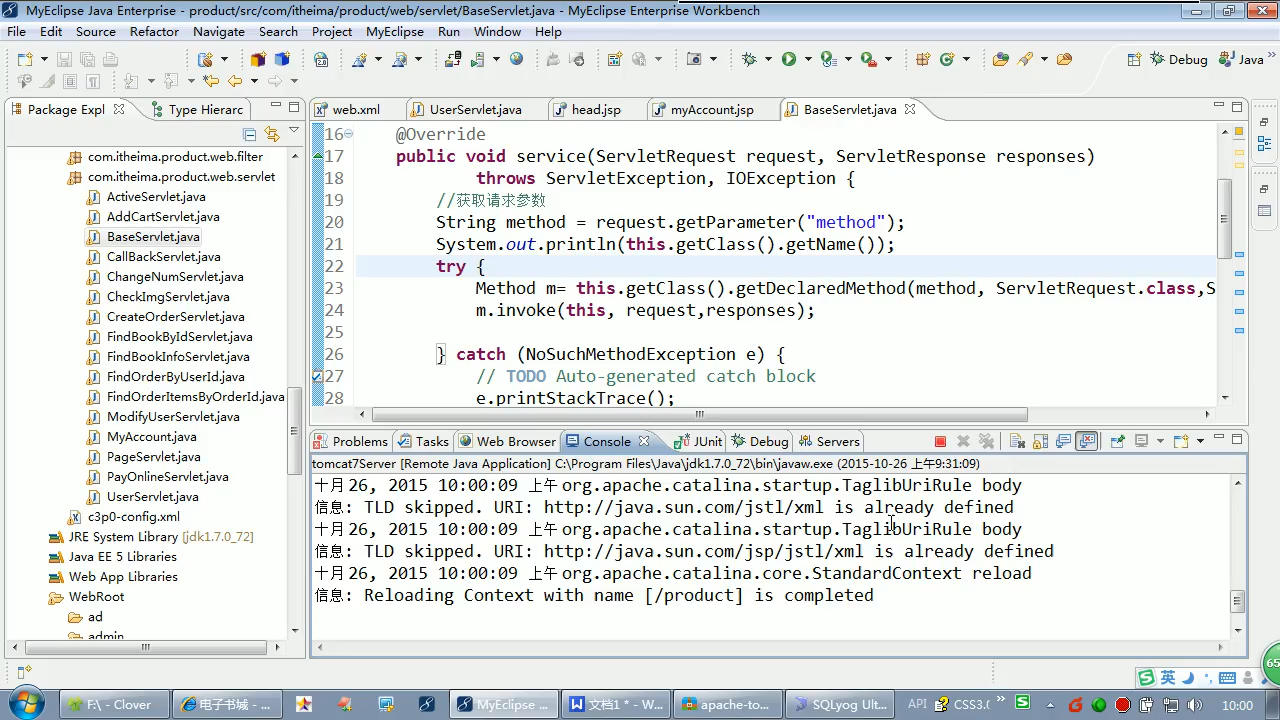 MyEclipse Java Enterprise - product/src/com/itheima/product/web/servlet/BaseServlet.java - MyEclipse Enterprise Workbench
File Edit Source Refactor Navigate Search Project MyEclipse Run Window Help
Debug Java
Package Expl Type Hierarc
web.xml UserServlet.java head.jsp myAccount.jsp BaseServlet.java
com.itheima.product.web.filter
com.itheima.product.web.servlet
ActiveServlet.java
AddCartServlet.java
BaseServlet.java
CallBackServlet.java
ChangeNumServlet.java
CheckImgServlet.java
CreateOrderServlet.java
FindBookByIdServlet.java
FindBookInfoServlet.java
FindOrderByUserId.java
FindOrderItemsByOrderId.java
ModifyUserServlet.java
MyAccount.java
PageServlet.java
PayOnlineServlet.java
UserServlet.java
c3p0-config.xml
JRE System Library [jdk1.7.0_72]
Java EE 5 Libraries
Web App Libraries
WebRoot
ad
admin
16 @Override
17 public void service(ServletRequest request, ServletResponse responses)
18 throws ServletException, IOException {
19 //获取请求参数
20 String method = request.getParameter("method");
21 System.out.println(this.getClass().getName());
22 try {
23 Method m= this.getClass().getDeclaredMethod(method, ServletRequest.class,S
24 m.invoke(this, request,responses);
25
26 } catch (NoSuchMethodException e) {
27 // TODO Auto-generated catch block
28 e.printStackTrace();
Problems Tasks Web Browser Console JUnit Debug Servers
tomcat7Server [Remote Java Application] C:\Program Files\Java\jdk1.7.0_72\bin\javaw.exe (2015-10-26 上午9:31:09)
十月 26, 2015 10:00:09 上午 org.apache.catalina.startup.TaglibUriRule body
信息: TLD skipped. URI: http://java.sun.com/jstl/xml is already defined
十月 26, 2015 10:00:09 上午 org.apache.catalina.startup.TaglibUriRule body
信息: TLD skipped. URI: http://java.sun.com/jsp/jstl/xml is already defined
十月 26, 2015 10:00:09 上午 org.apache.catalina.core.StandardContext reload
信息: Reloading Context with name [/product] is completed
65
英
F:\ - Clover 电子书城 - ... MyEclipse ... 文档1 * - W... apache-to... SQLyog Ult... API CSS3.( » 10:00